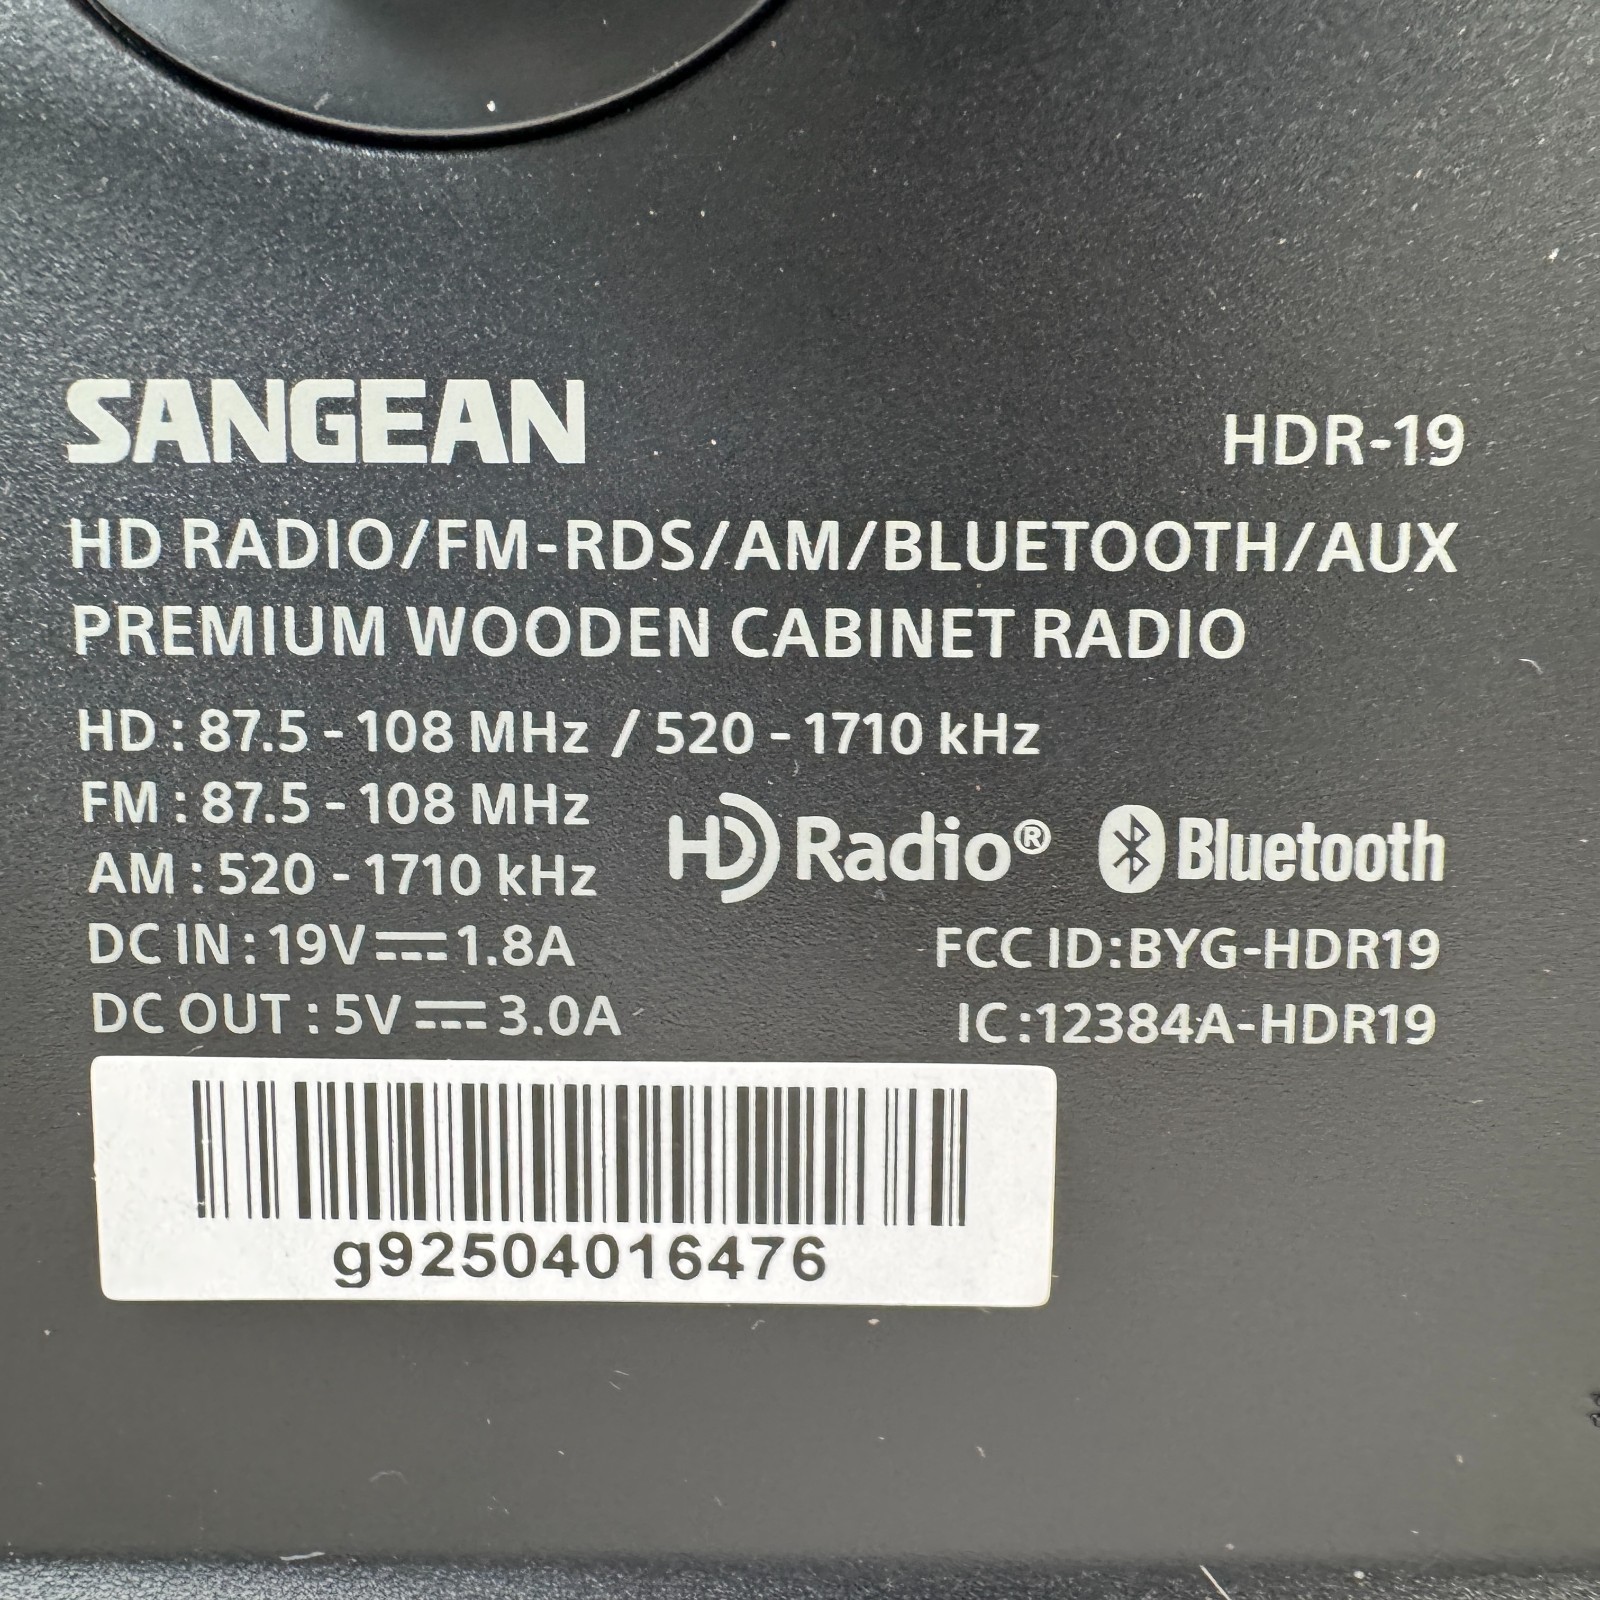 SANGEAN HDR-19
HD RADIO/FM-RDS/AM/BLUETOOTH/AUX
PREMIUM WOODEN CABINET RADIO
HD : 87.5 - 108 MHz / 520 - 1710 kHz
FM : 87.5 - 108 MHz
AM : 520 - 1710 kHz
HD Radio® Bluetooth
DC IN : 19V⎓1.8A
DC OUT : 5V⎓3.0A
FCC ID:BYG-HDR19
IC :12384A-HDR19
g92504016476